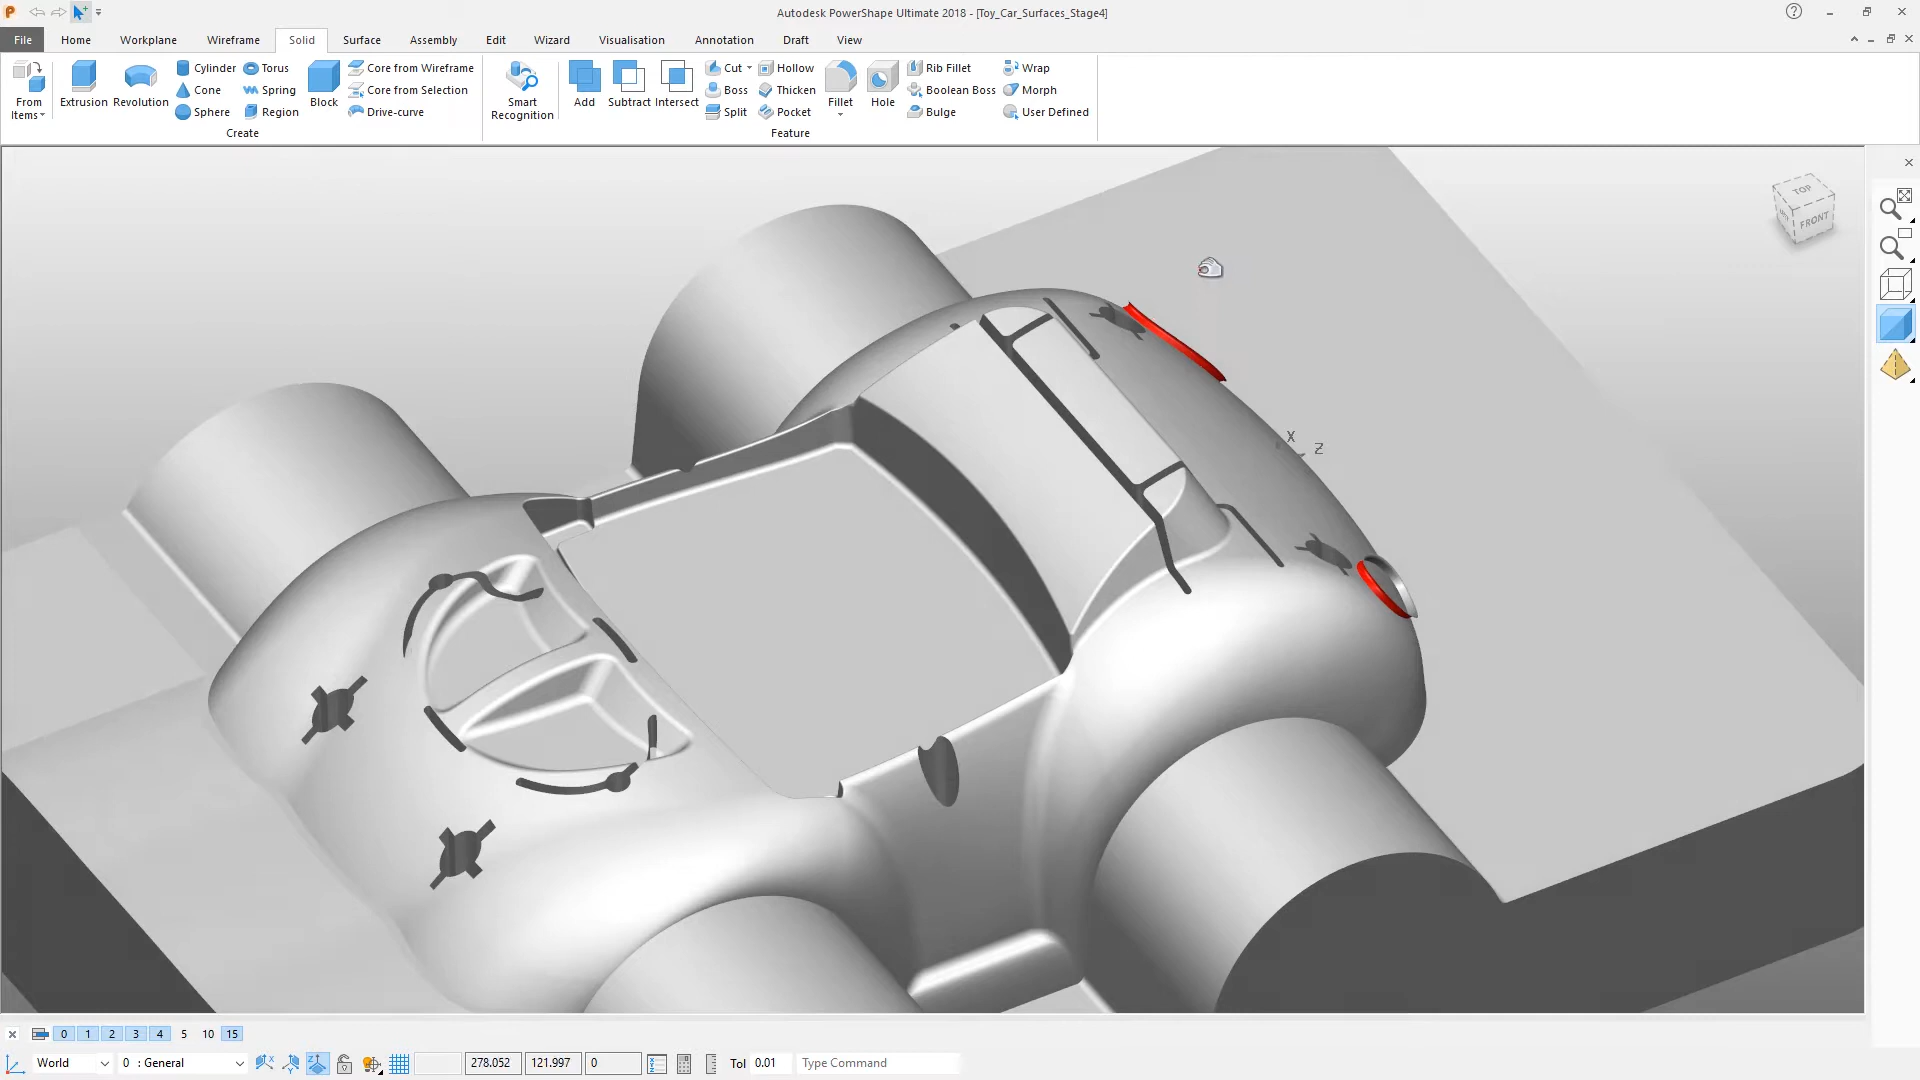 Autodesk PowerShape Ultimate 2018 - [Toy_Car_Surfaces_Stage4]
File Home Workplane Wireframe Solid Surface Assembly Edit Wizard Visualisation Annotation Draft View
From Items
Extrusion
Revolution
Cylinder
Cone
Sphere
Torus
Spring
Region
Block
Core from Wireframe
Core from Selection
Drive-curve
Create
Smart Recognition
Add
Subtract
Intersect
Cut
Boss
Split
Hollow
Thicken
Pocket
Fillet
Hole
Rib Fillet
Boolean Boss
Bulge
Wrap
Morph
User Defined
Feature
TOP
FRONT
X
Z
0 1 2 3 4 5 10 15
World 0 : General 278.052 121.997 0 Tol 0.01 Type Command